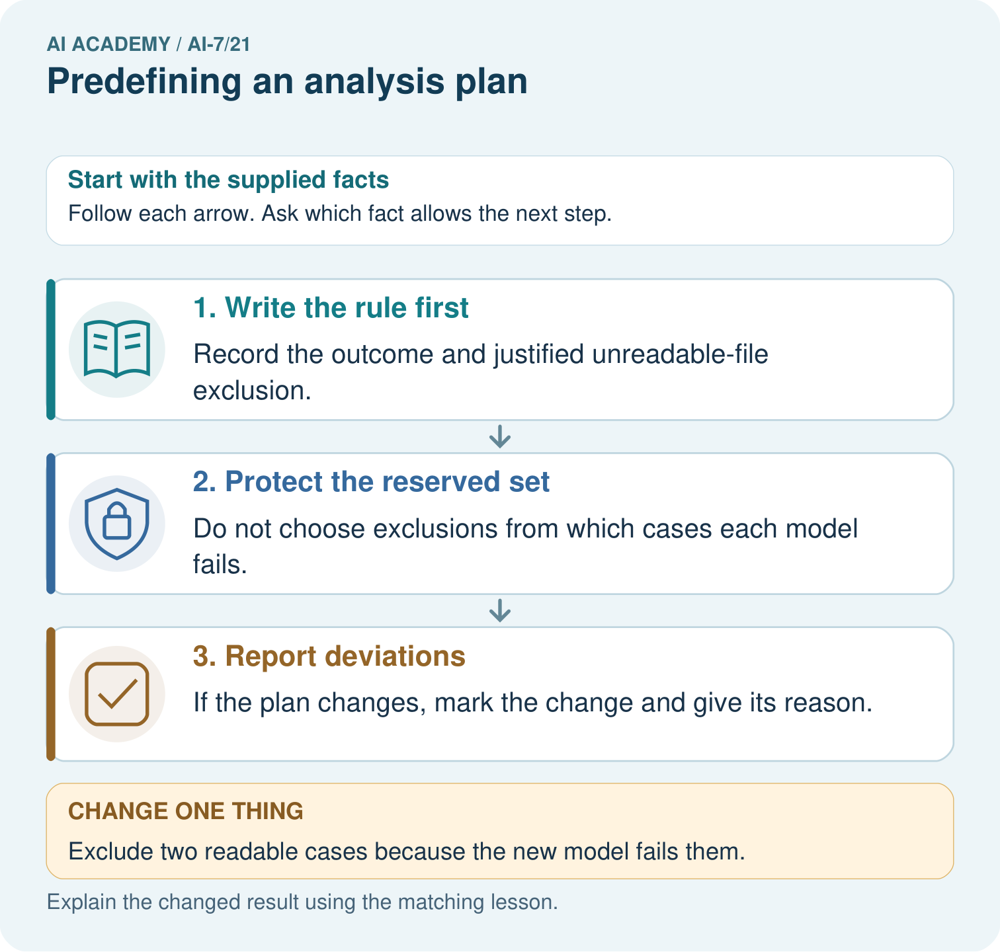 AI ACADEMY / AI-7/21
Predefining an analysis plan
Start with the supplied facts
Follow each arrow. Ask which fact allows the next step.
1. Write the rule first
Record the outcome and justified unreadable-file
exclusion.
2. Protect the reserved set
Do not choose exclusions from which cases each model
fails.
3. Report deviations
If the plan changes, mark the change and give its reason.
CHANGE ONE THING
Exclude two readable cases because the new model fails them.
Explain the changed result using the matching lesson.